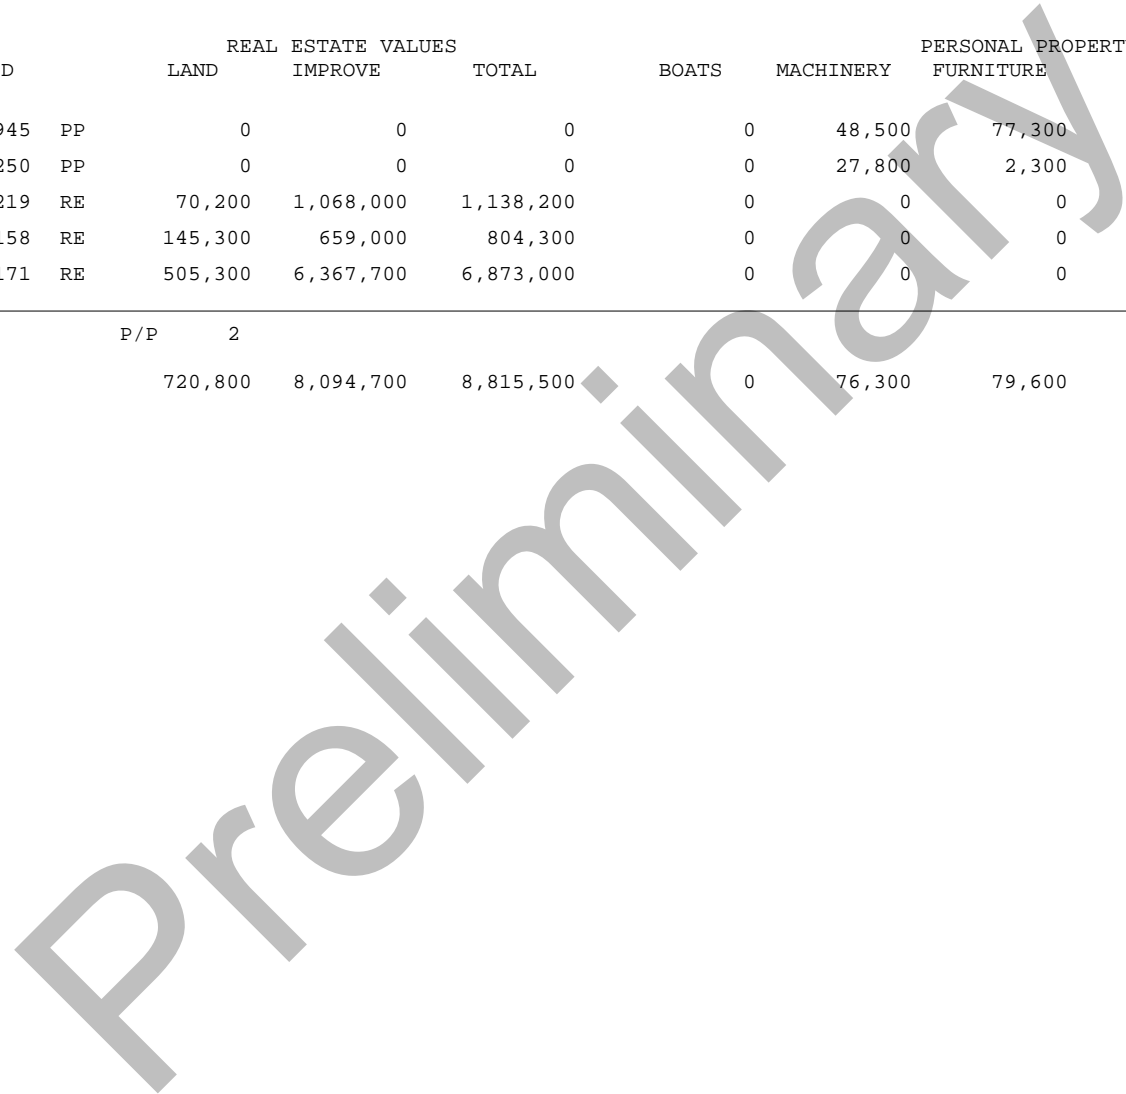 REAL ESTATE VALUES PERSONAL PROPERT
D LAND IMPROVE TOTAL BOATS MACHINERY FURNITURE
945 PP 0 0 0 0 48,500 77,300
250 PP 0 0 0 0 27,800 2,300
219 RE 70,200 1,068,000 1,138,200 0 0 0
158 RE 145,300 659,000 804,300 0 0 0
171 RE 505,300 6,367,700 6,873,000 0 0 0
P/P 2
720,800 8,094,700 8,815,500 0 76,300 79,600
Preliminary